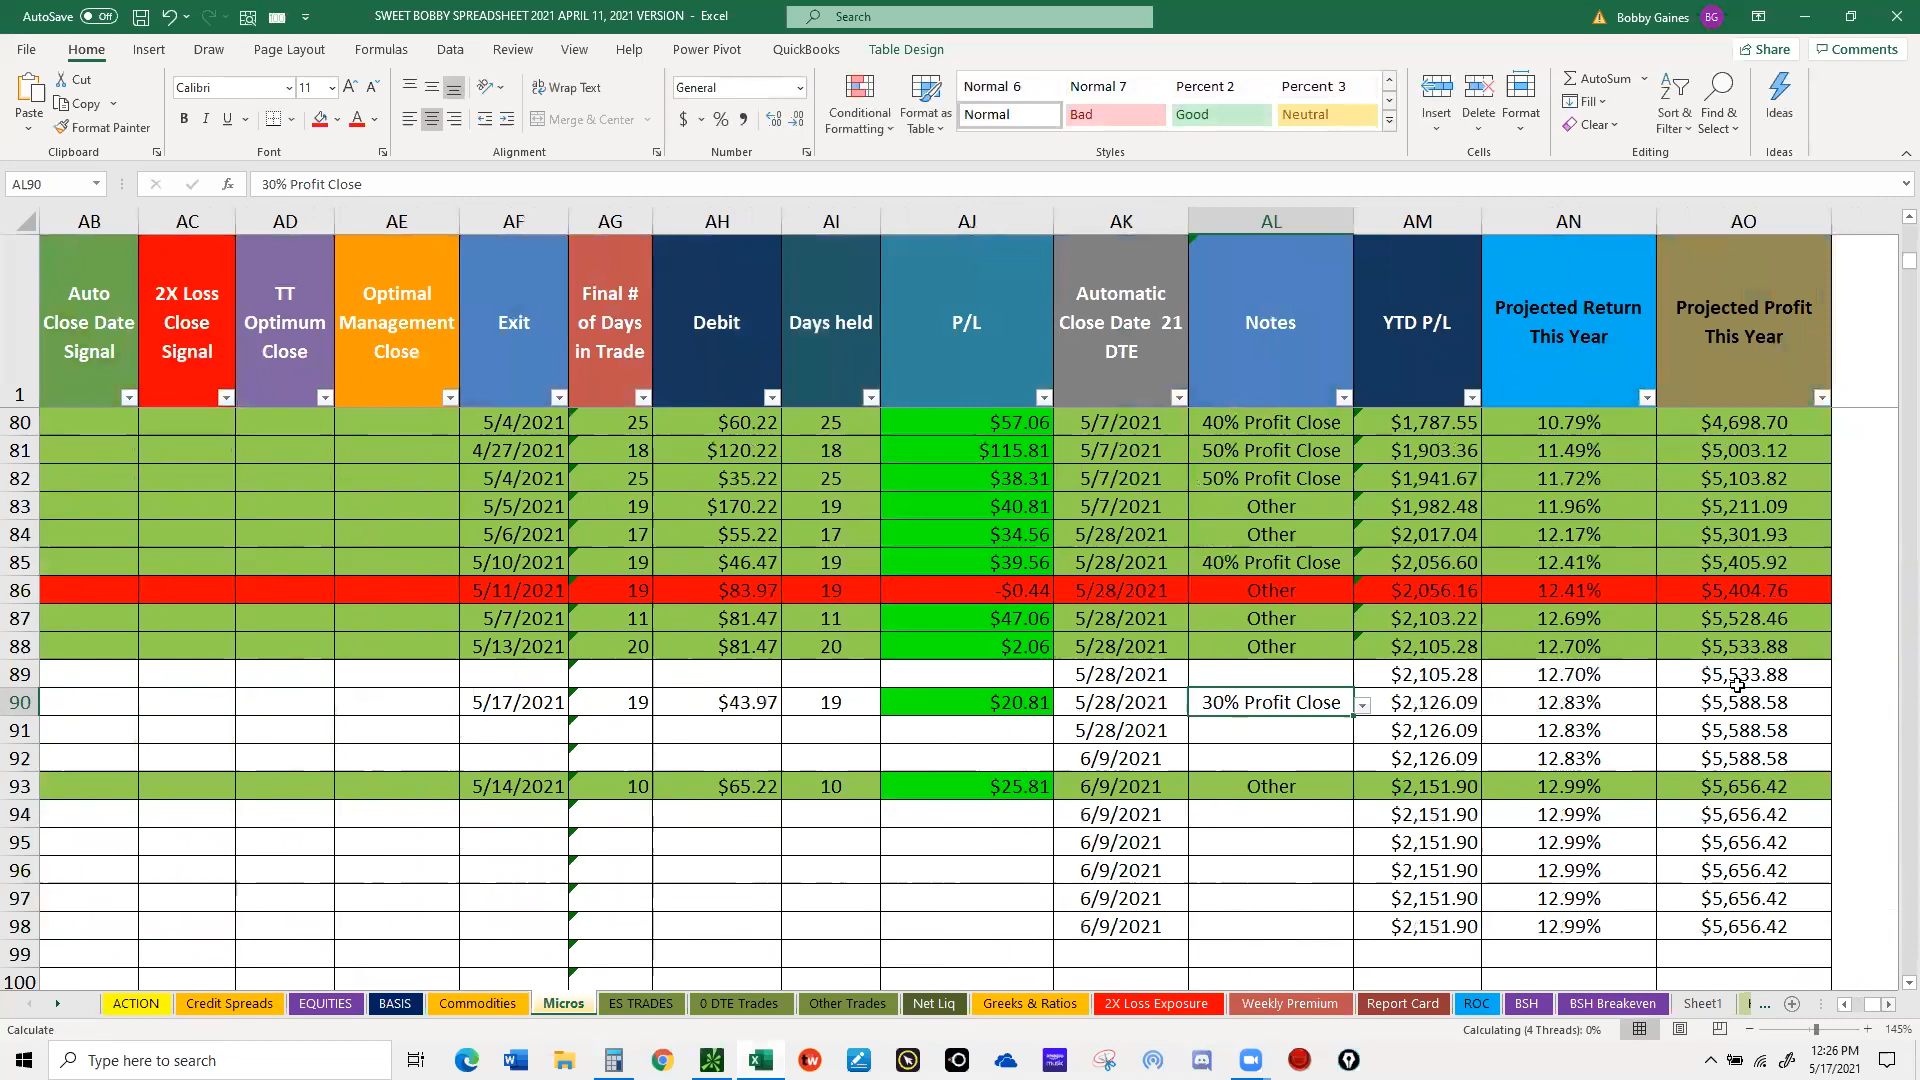 AutoSave Off SWEET BOBBY SPREADSHEET 2021 APRIL 11, 2021 VERSION - Excel Search Bobby Gaines BG
File Home Insert Draw Page Layout Formulas Data Review View Help Power Pivot QuickBooks Table Design Share Comments
Paste Cut Copy Format Painter Clipboard
Calibri 11 B I U Font
Wrap Text Merge & Center Alignment
General $ % Number
Conditional Formatting Format as Table
Normal 6 Normal 7 Percent 2 Percent 3
Normal Bad Good Neutral
Styles
Insert Delete Format Cells
AutoSum Fill Clear Sort & Filter Find & Select Editing
Ideas Ideas
AL90 fx 30% Profit Close
AB AC AD AE AF AG AH AI AJ AK AL AM AN AO
1
Auto Close Date Signal
2X Loss Close Signal
TT Optimum Close
Optimal Management Close
Exit
Final # of Days in Trade
Debit
Days held
P/L
Automatic Close Date 21 DTE
Notes
YTD P/L
Projected Return This Year
Projected Profit This Year
80 5/4/2021 25 $60.22 25 $57.06 5/7/2021 40% Profit Close $1,787.55 10.79% $4,698.70
81 4/27/2021 18 $120.22 18 $115.81 5/7/2021 50% Profit Close $1,903.36 11.49% $5,003.12
82 5/4/2021 25 $35.22 25 $38.31 5/7/2021 50% Profit Close $1,941.67 11.72% $5,103.82
83 5/5/2021 19 $170.22 19 $40.81 5/7/2021 Other $1,982.48 11.96% $5,211.09
84 5/6/2021 17 $55.22 17 $34.56 5/28/2021 Other $2,017.04 12.17% $5,301.93
85 5/10/2021 19 $46.47 19 $39.56 5/28/2021 40% Profit Close $2,056.60 12.41% $5,405.92
86 5/11/2021 19 $83.97 19 -$0.44 5/28/2021 Other $2,056.16 12.41% $5,404.76
87 5/7/2021 11 $81.47 11 $47.06 5/28/2021 Other $2,103.22 12.69% $5,528.46
88 5/13/2021 20 $81.47 20 $2.06 5/28/2021 Other $2,105.28 12.70% $5,533.88
89 5/28/2021 $2,105.28 12.70% $5,533.88
90 5/17/2021 19 $43.97 19 $20.81 5/28/2021 30% Profit Close $2,126.09 12.83% $5,588.58
91 5/28/2021 $2,126.09 12.83% $5,588.58
92 6/9/2021 $2,126.09 12.83% $5,588.58
93 5/14/2021 10 $65.22 10 $25.81 6/9/2021 Other $2,151.90 12.99% $5,656.42
94 6/9/2021 $2,151.90 12.99% $5,656.42
95 6/9/2021 $2,151.90 12.99% $5,656.42
96 6/9/2021 $2,151.90 12.99% $5,656.42
97 6/9/2021 $2,151.90 12.99% $5,656.42
98 6/9/2021 $2,151.90 12.99% $5,656.42
99
100
ACTION Credit Spreads EQUITIES BASIS Commodities Micros ES TRADES 0 DTE Trades Other Trades Net Liq Greeks & Ratios 2X Loss Exposure Weekly Premium Report Card ROC BSH BSH Breakeven Sheet1 ...
Calculate Calculating (4 Threads): 0% 145%
Type here to search tw 12:26 PM
5/17/2021